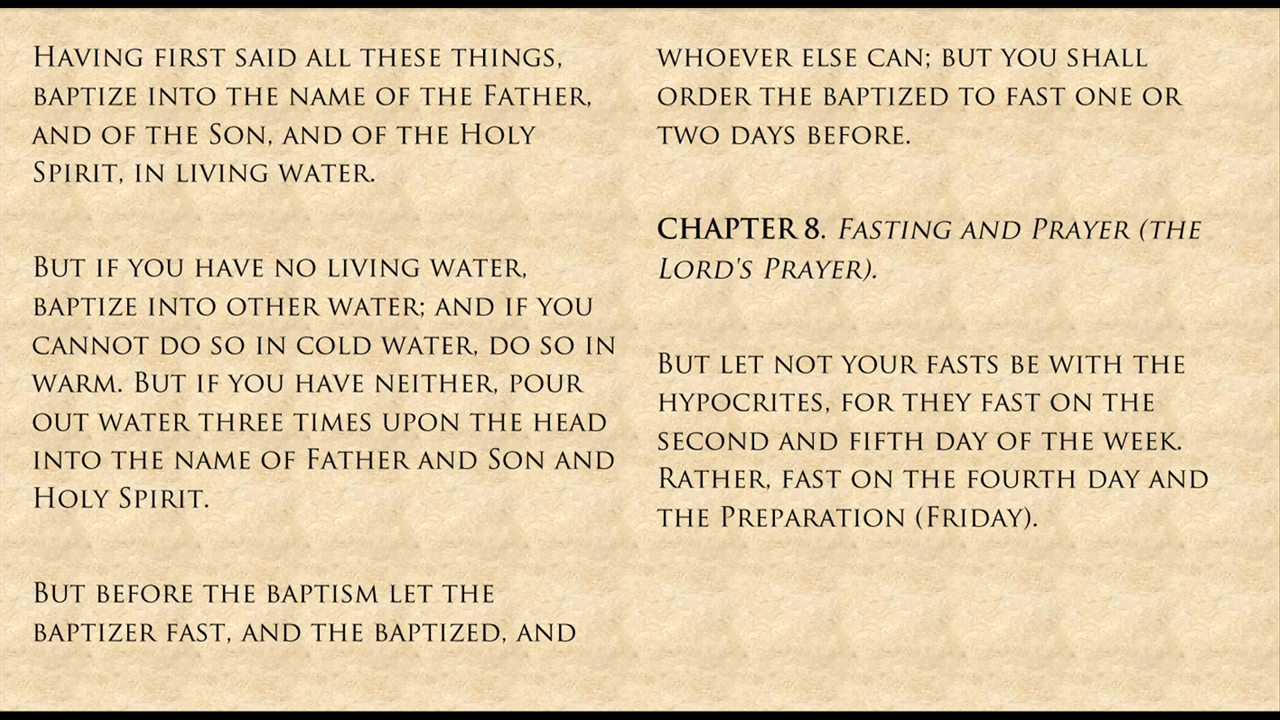 Having first said all these things,
baptize into the name of the Father,
and of the Son, and of the Holy
Spirit, in living water.
But if you have no living water,
baptize into other water; and if you
cannot do so in cold water, do so in
warm. But if you have neither, pour
out water three times upon the head
into the name of Father and Son and
Holy Spirit.
But before the baptism let the
baptizer fast, and the baptized, and
whoever else can; but you shall
order the baptized to fast one or
two days before.
CHAPTER 8. Fasting and Prayer (the
Lord's Prayer).
But let not your fasts be with the
hypocrites, for they fast on the
second and fifth day of the week.
Rather, fast on the fourth day and
the Preparation (Friday).